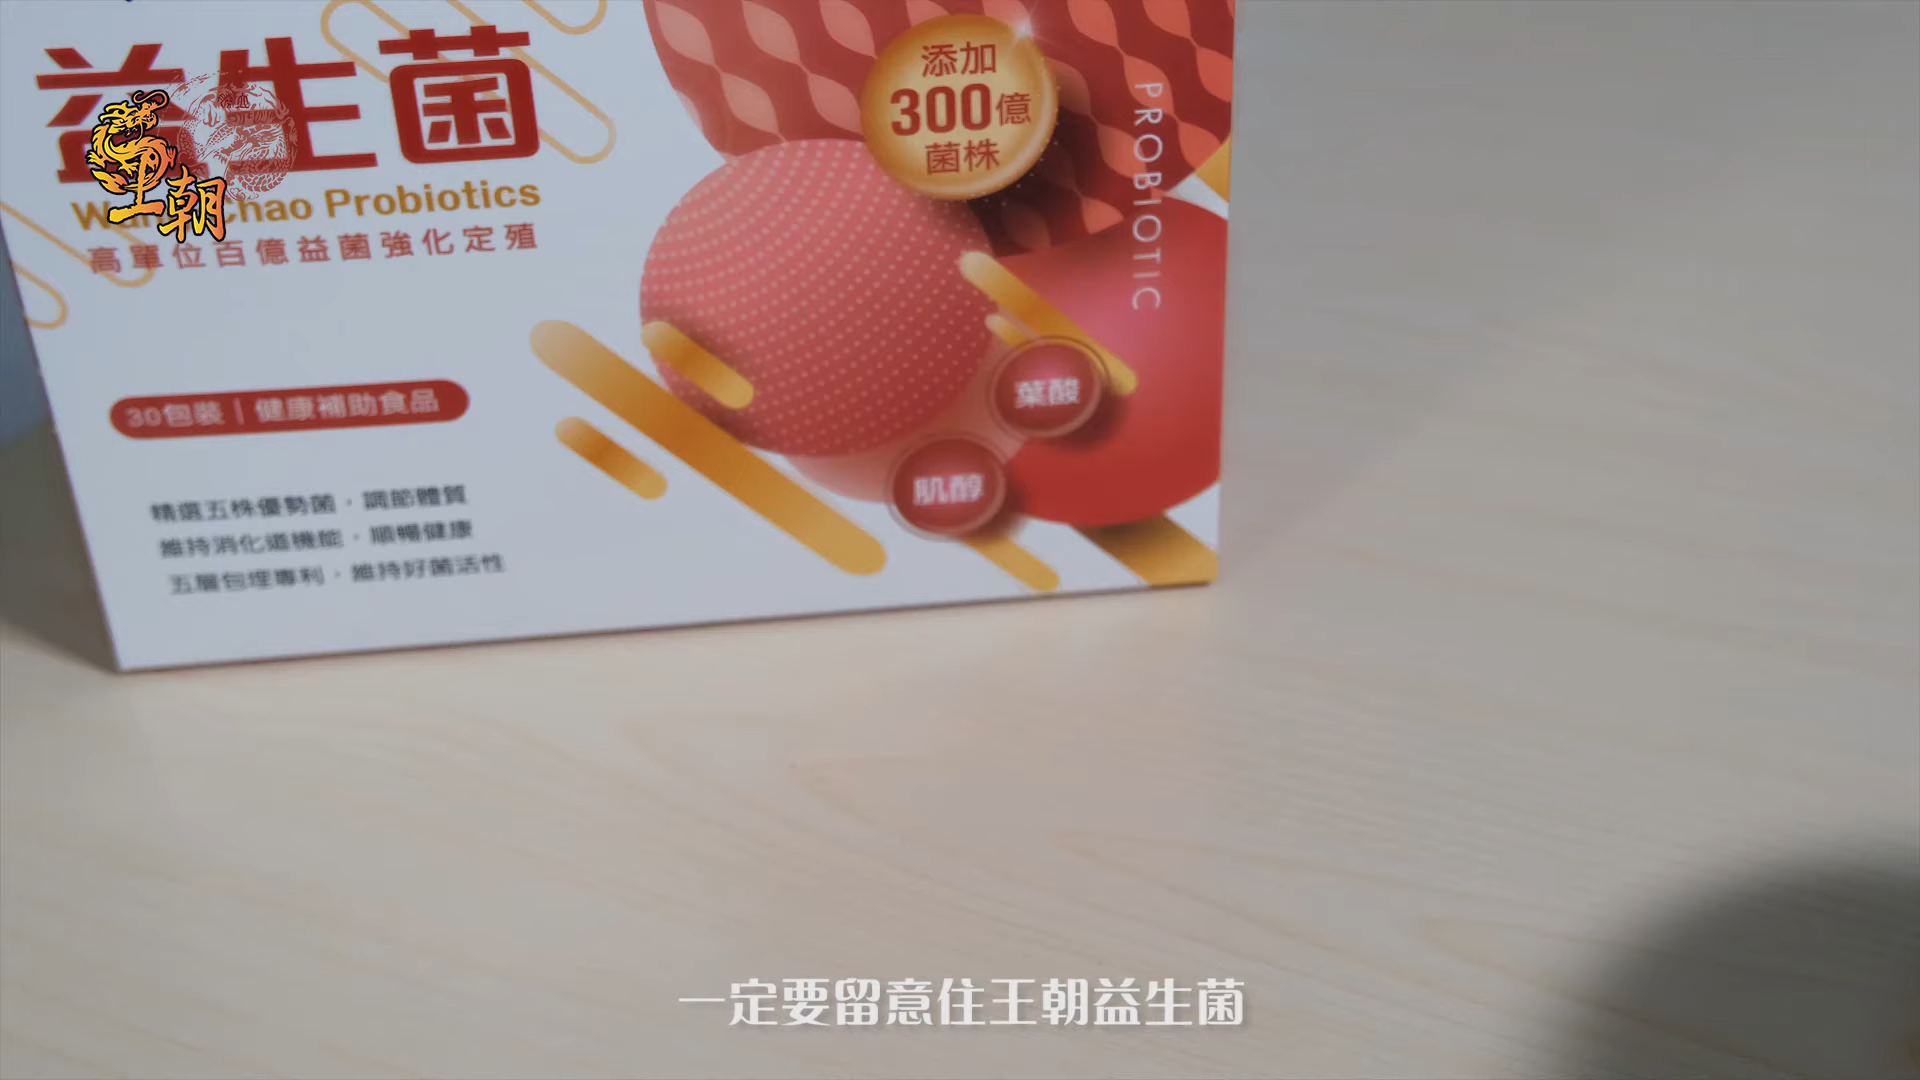 益生菌
王朝
Wangchao Probiotics
高單位百億益菌強化定殖
添加
300億
菌株
PROBIOTIC
葉酸
肌醇
30包裝｜健康補助食品
精選五株優勢菌，調節體質
維持消化道機能，順暢健康
五層包埋專利，維持好菌活性
一定要留意住王朝益生菌